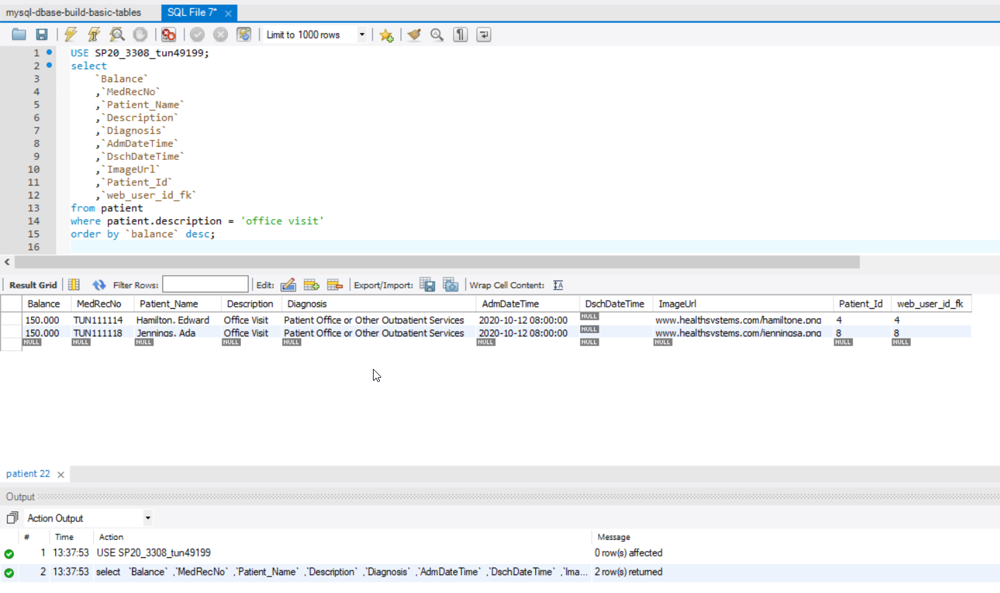 mysql-dbase-build-basic-tables SQL File 7* ×
Limit to 1000 rows
1 USE SP20_3308_tun49199;
2 select
3 `Balance`
4 ,`MedRecNo`
5 ,`Patient_Name`
6 ,`Description`
7 ,`Diagnosis`
8 ,`AdmDateTime`
9 ,`DschDateTime`
10 ,`ImageUrl`
11 ,`Patient_Id`
12 ,`web_user_id_fk`
13 from patient
14 where patient.description = 'office visit'
15 order by `balance` desc;
16
Result Grid Filter Rows: Edit: Export/Import: Wrap Cell Content:
Balance MedRecNo Patient_Name Description Diagnosis AdmDateTime DschDateTime ImageUrl Patient_Id web_user_id_fk
150.000 TUN111114 Hamilton, Edward Office Visit Patient Office or Other Outpatient Services 2020-10-12 08:00:00 NULL www.healthsystems.com/hamiltone.png 4 4
150.000 TUN111118 Jennings, Ada Office Visit Patient Office or Other Outpatient Services 2020-10-12 08:00:00 NULL www.healthsystems.com/jenningsa.png 8 8
NULL NULL NULL NULL NULL NULL NULL NULL NULL NULL
patient 22 ×
Output
Action Output
# Time Action Message
1 13:37:53 USE SP20_3308_tun49199 0 row(s) affected
2 13:37:53 select `Balance` ,`MedRecNo` ,`Patient_Name` ,`Description` ,`Diagnosis` ,`AdmDateTime` ,`DschDateTime` ,`Ima... 2 row(s) returned